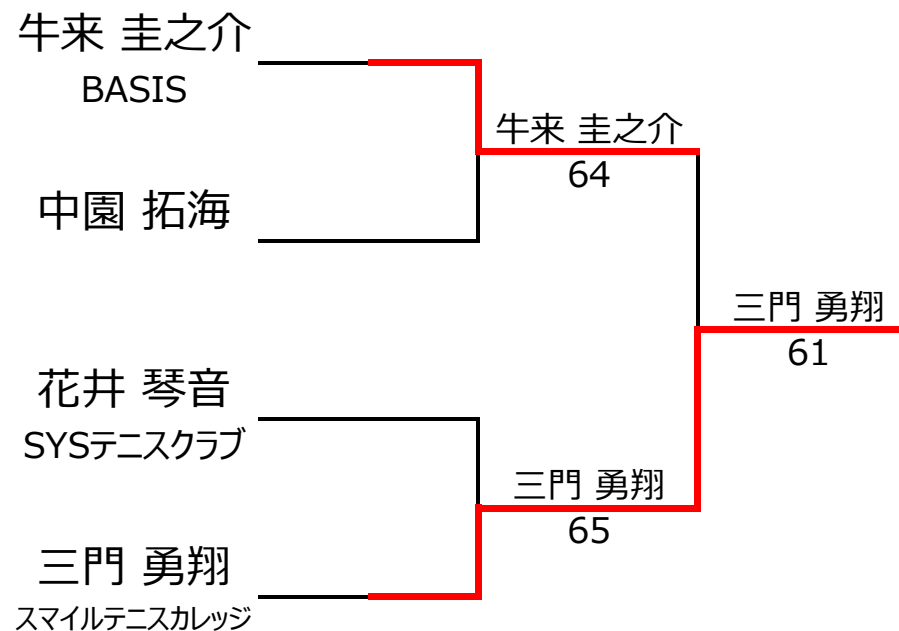 牛来 圭之介
BASIS
牛来 圭之介
64
中園 拓海
三門 勇翔
61
花井 琴音
SYSテニスクラブ
三門 勇翔
65
三門 勇翔
スマイルテニスカレッジ